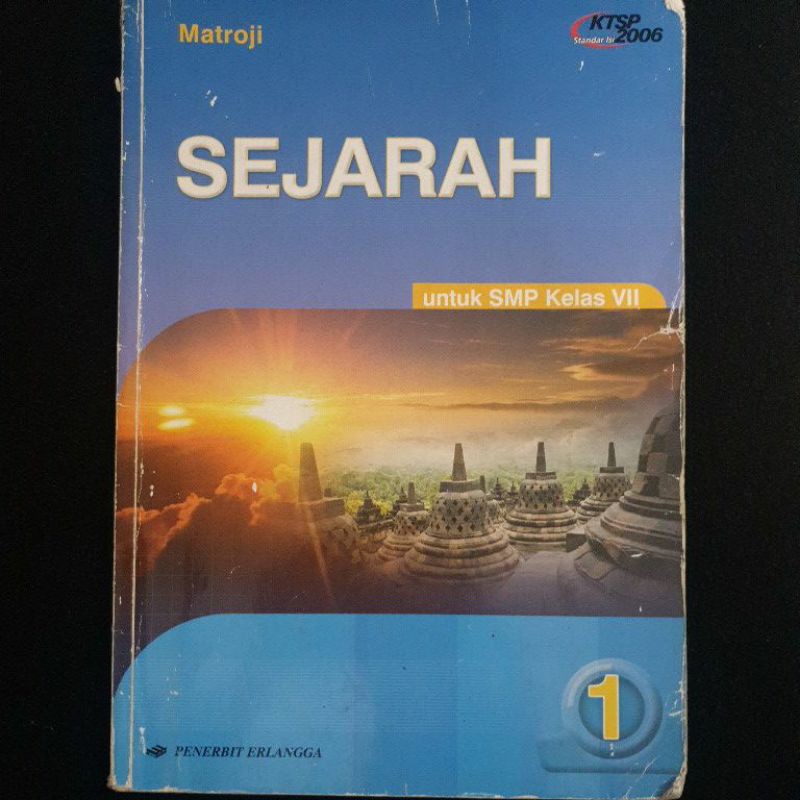 Matroji
KTSP
Standar Isi 2006
SEJARAH
untuk SMP Kelas VII
1
PENERBIT ERLANGGA